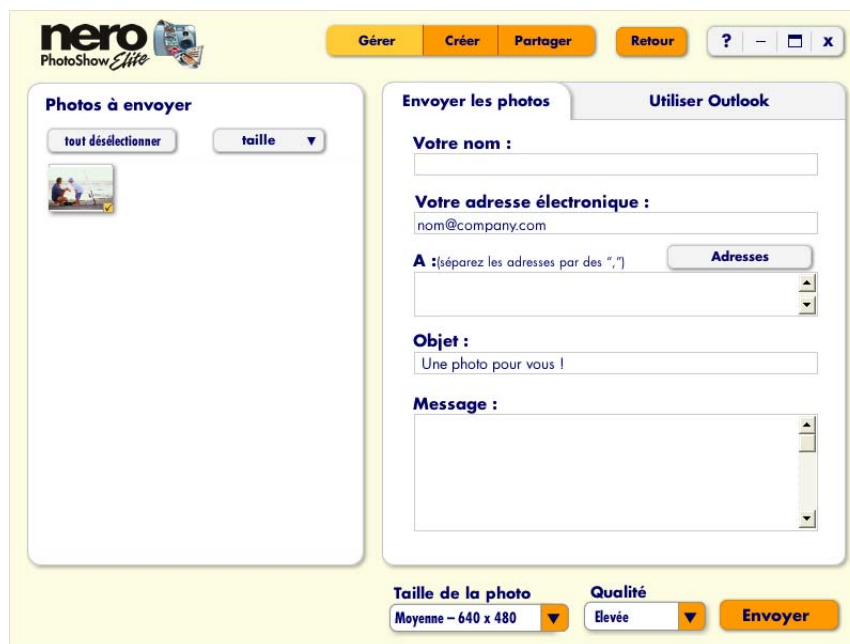 nero
PhotoShow Elite
Gérer Créer Partager Retour ? – x
Photos à envoyer
tout désélectionner taille
Envoyer les photos Utiliser Outlook
Votre nom :
Votre adresse électronique :
nom@company.com
A :(séparez les adresses par des “,”) Adresses
Objet :
Une photo pour vous !
Message :
Taille de la photo Qualité
Moyenne – 640 x 480 Elevée Envoyer